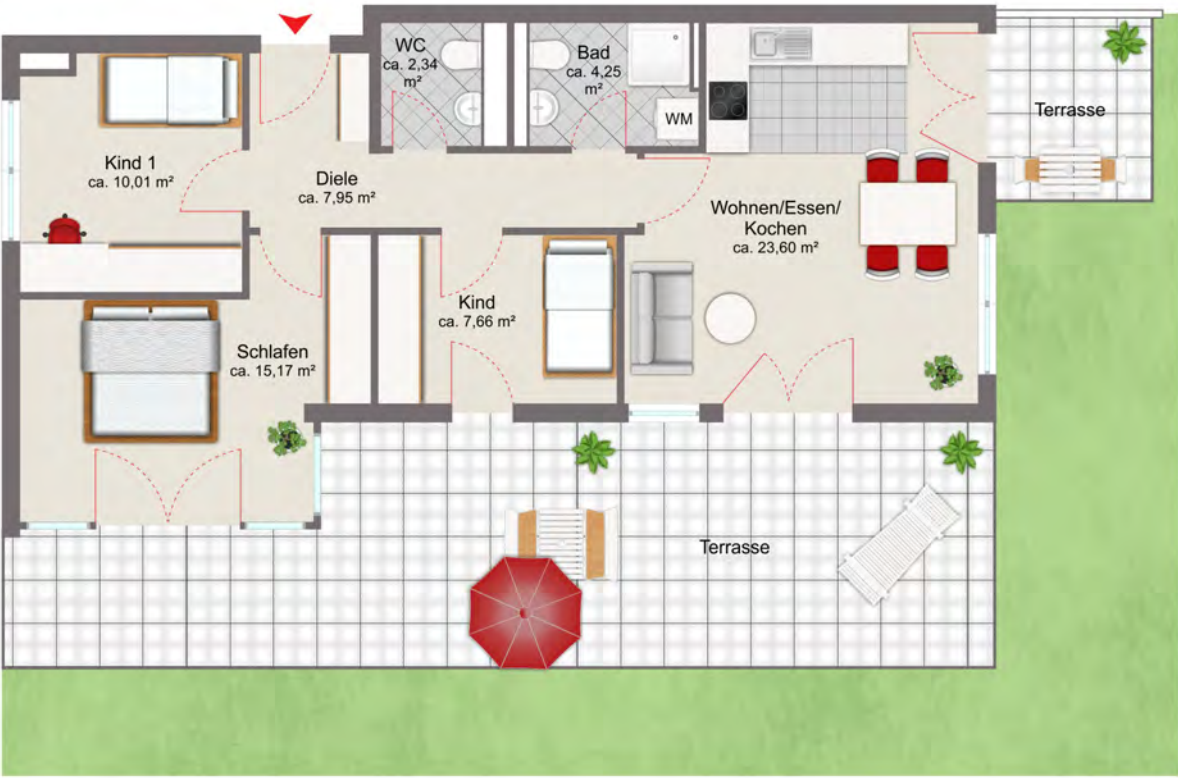 WC
ca. 2,34
m²
Bad
ca. 4,25
m²
WM
Terrasse
Kind 1
ca. 10,01 m²
Diele
ca. 7,95 m²
Wohnen/Essen/
Kochen
ca. 23,60 m²
Kind
ca. 7,66 m²
Schlafen
ca. 15,17 m²
Terrasse